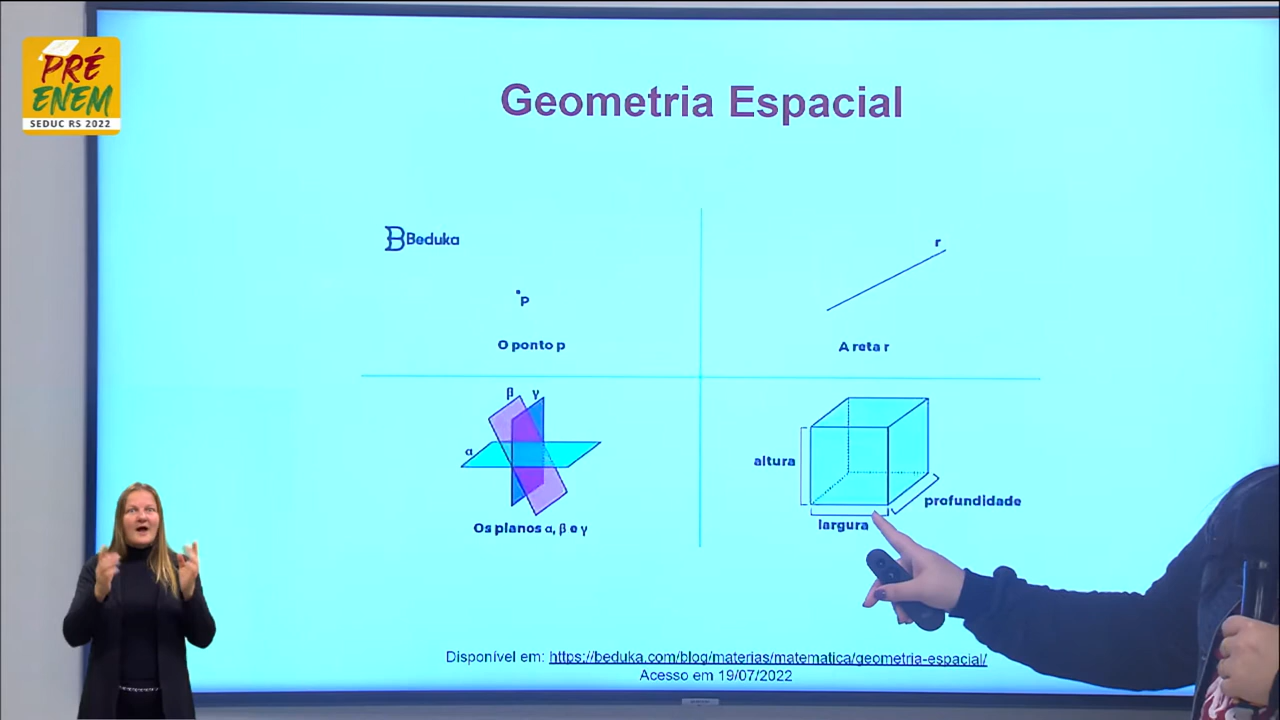 PRÉ
ENEM
SEDUC RS 2022
Geometria Espacial
Beduka
P
O ponto p
r
A reta r
β γ
α
Os planos α, β e γ
altura
largura
profundidade
Disponível em: https://beduka.com/blog/materias/matematica/geometria-espacial/
Acesso em 19/07/2022